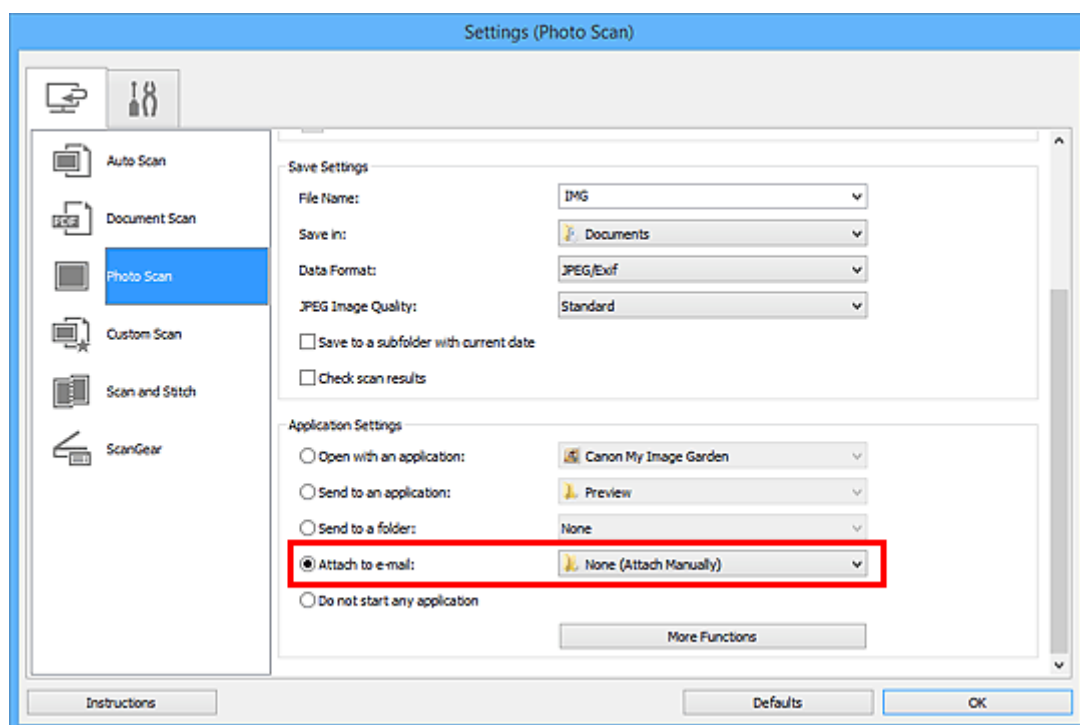 Settings (Photo Scan)
Auto Scan
PDF
Document Scan
Photo Scan
Custom Scan
Scan and Stitch
ScanGear
Save Settings
File Name: IMG
Save in: Documents
Data Format: JPEG/Exif
JPEG Image Quality: Standard
Save to a subfolder with current date
Check scan results
Application Settings
Open with an application: Canon My Image Garden
Send to an application: Preview
Send to a folder: None
Attach to e-mail: None (Attach Manually)
Do not start any application
More Functions
Instructions Defaults OK